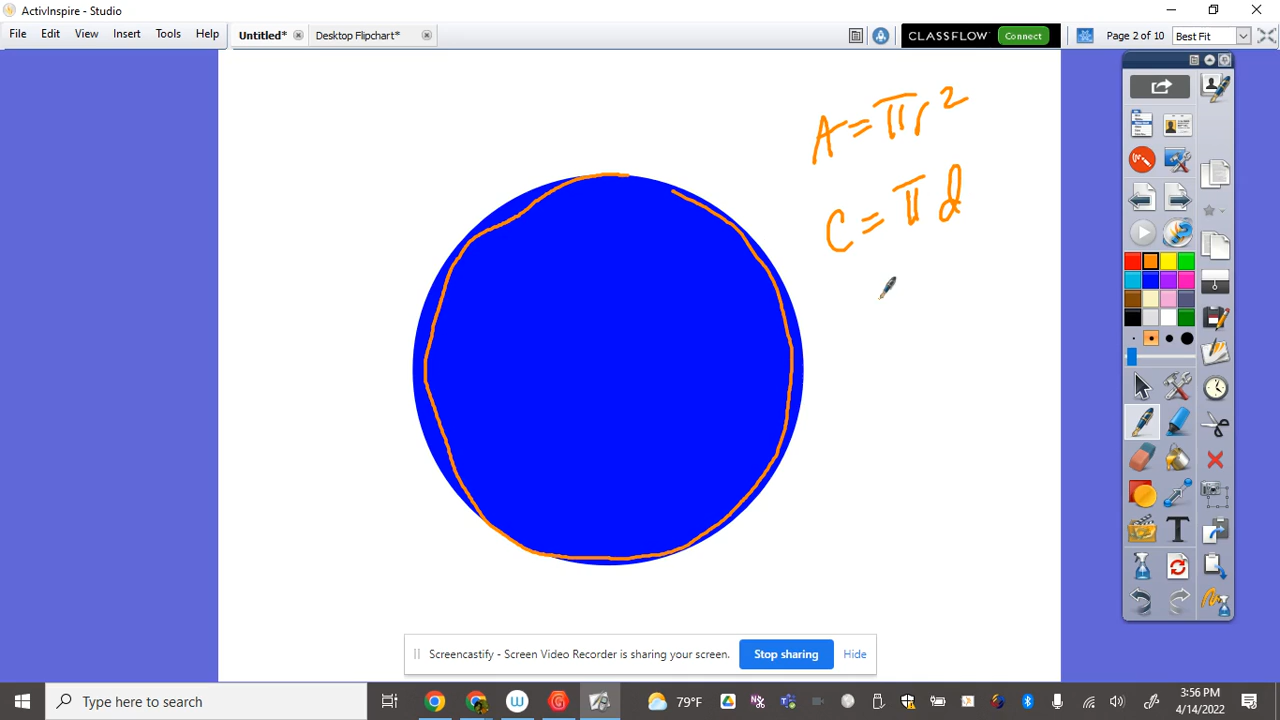 ActivInspire - Studio
File Edit View Insert Tools Help Untitled* Desktop Flipchart* CLASSFLOW Connect Page 2 of 10 Best Fit
A = πr²
C = πd
T
Screencastify - Screen Video Recorder is sharing your screen. Stop sharing Hide
Type here to search 79°F 3:56 PM
4/14/2022